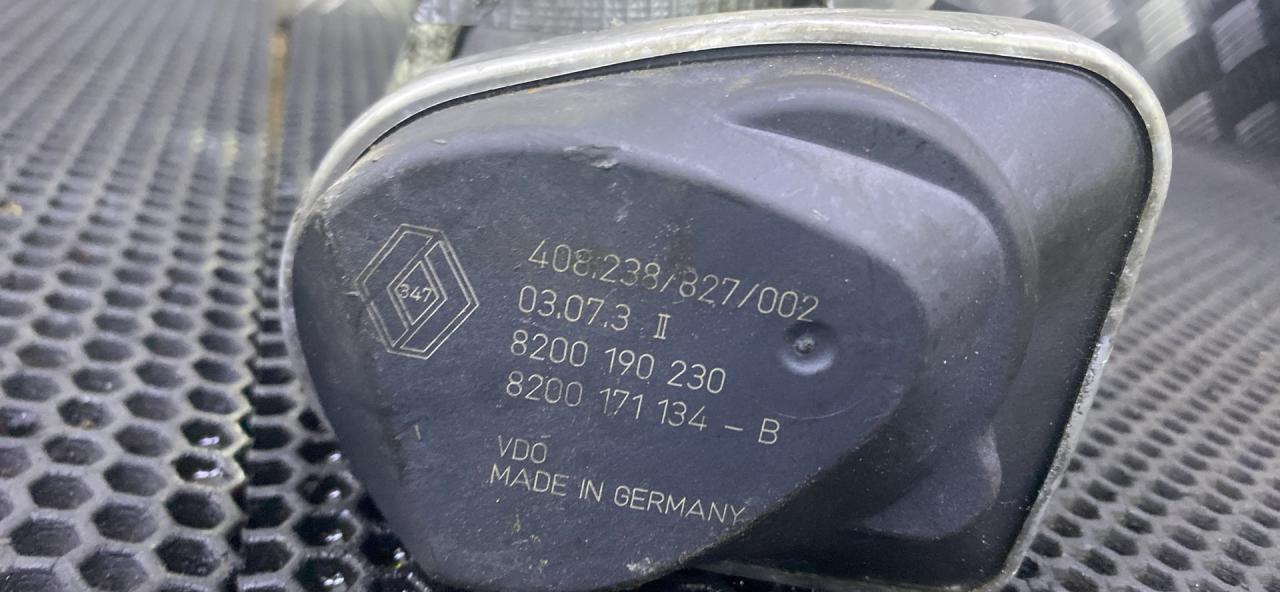 347
408.238/827/002
03.07.3 II
8200 190 230
8200 171 134 - B
VDO
MADE IN GERMANY